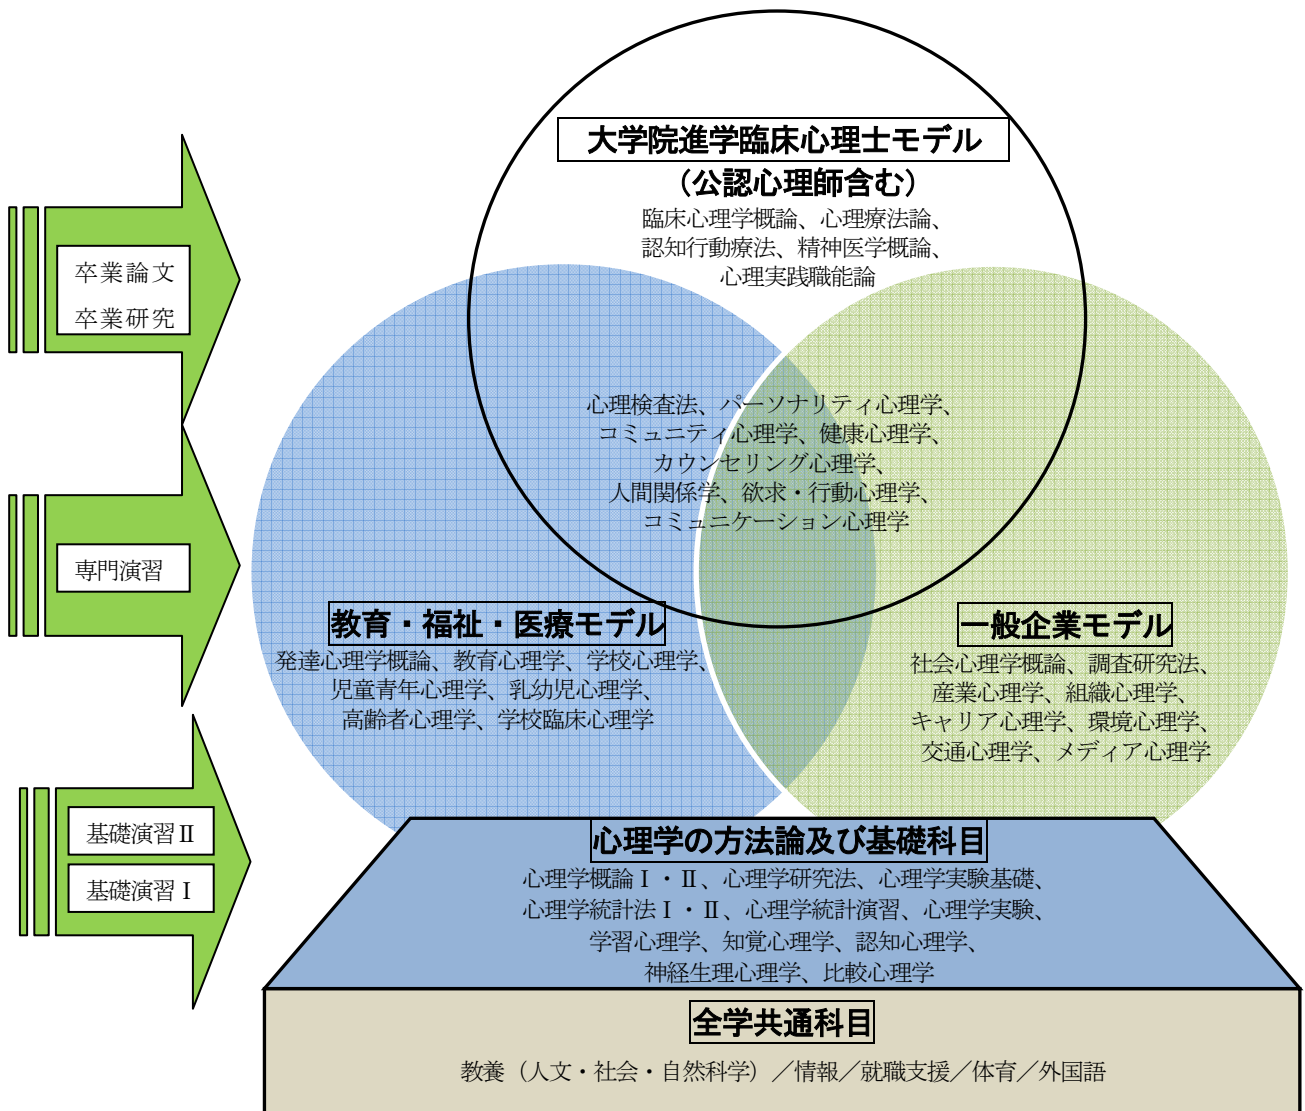 大学院進学臨床心理士モデル
（公認心理師含む）
臨床心理学概論、心理療法論、
認知行動療法、精神医学概論、
心理実践職能論
卒業論文
卒業研究
心理検査法、パーソナリティ心理学、
コミュニティ心理学、健康心理学、
カウンセリング心理学、
人間関係学、欲求・行動心理学、
コミュニケーション心理学
専門演習
教育・福祉・医療モデル
発達心理学概論、教育心理学、学校心理学、
児童青年心理学、乳幼児心理学、
高齢者心理学、学校臨床心理学
一般企業モデル
社会心理学概論、調査研究法、
産業心理学、組織心理学、
キャリア心理学、環境心理学、
交通心理学、メディア心理学
基礎演習Ⅱ
基礎演習Ⅰ
心理学の方法論及び基礎科目
心理学概論Ⅰ・Ⅱ、心理学研究法、心理学実験基礎、
心理学統計法Ⅰ・Ⅱ、心理学統計演習、心理学実験、
学習心理学、知覚心理学、認知心理学、
神経生理心理学、比較心理学
全学共通科目
教養（人文・社会・自然科学）／情報／就職支援／体育／外国語